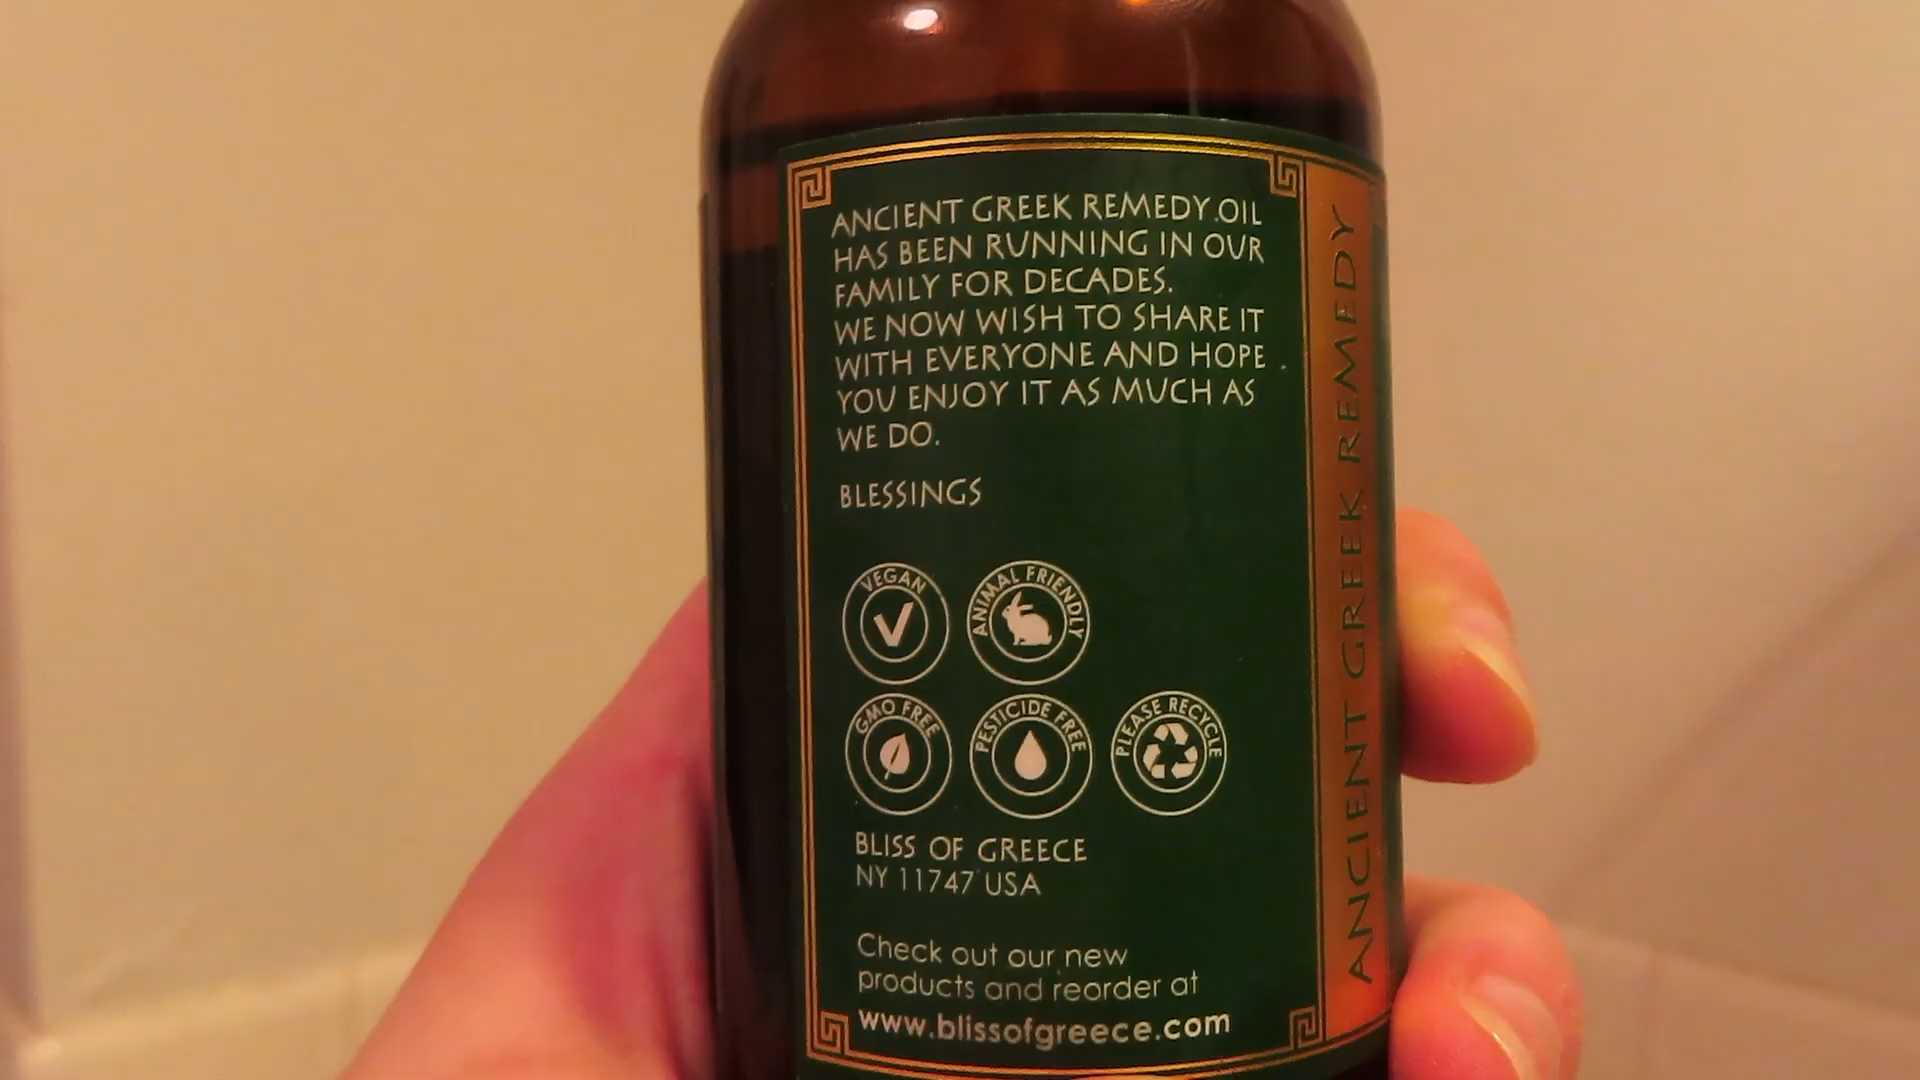 ANCIENT GREEK REMEDY OIL
HAS BEEN RUNNING IN OUR
FAMILY FOR DECADES.
WE NOW WISH TO SHARE IT
WITH EVERYONE AND HOPE
YOU ENJOY IT AS MUCH AS
WE DO.
BLESSINGS
VEGAN
ANIMAL FRIENDLY
GMO FREE
PESTICIDE FREE
PLEASE RECYCLE
BLISS OF GREECE
NY 11747 USA
Check out our new
products and reorder at
www.blissofgreece.com
ANCIENT GREEK REMEDY